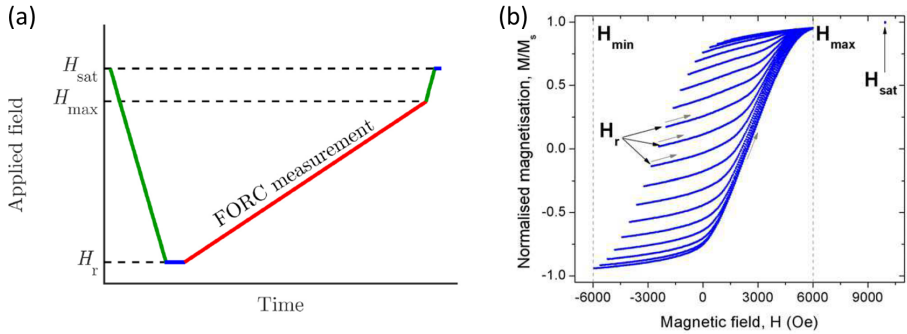 (a)
Applied field
H_sat
H_max
H_r
FORC measurement
Time
(b)
Normalised magnetisation, M/M_s
1.0
0.5
0.0
-0.5
-1.0
H_min
H_max
H_sat
H_r
-6000 -3000 0 3000 6000 9000
Magnetic field, H (Oe)